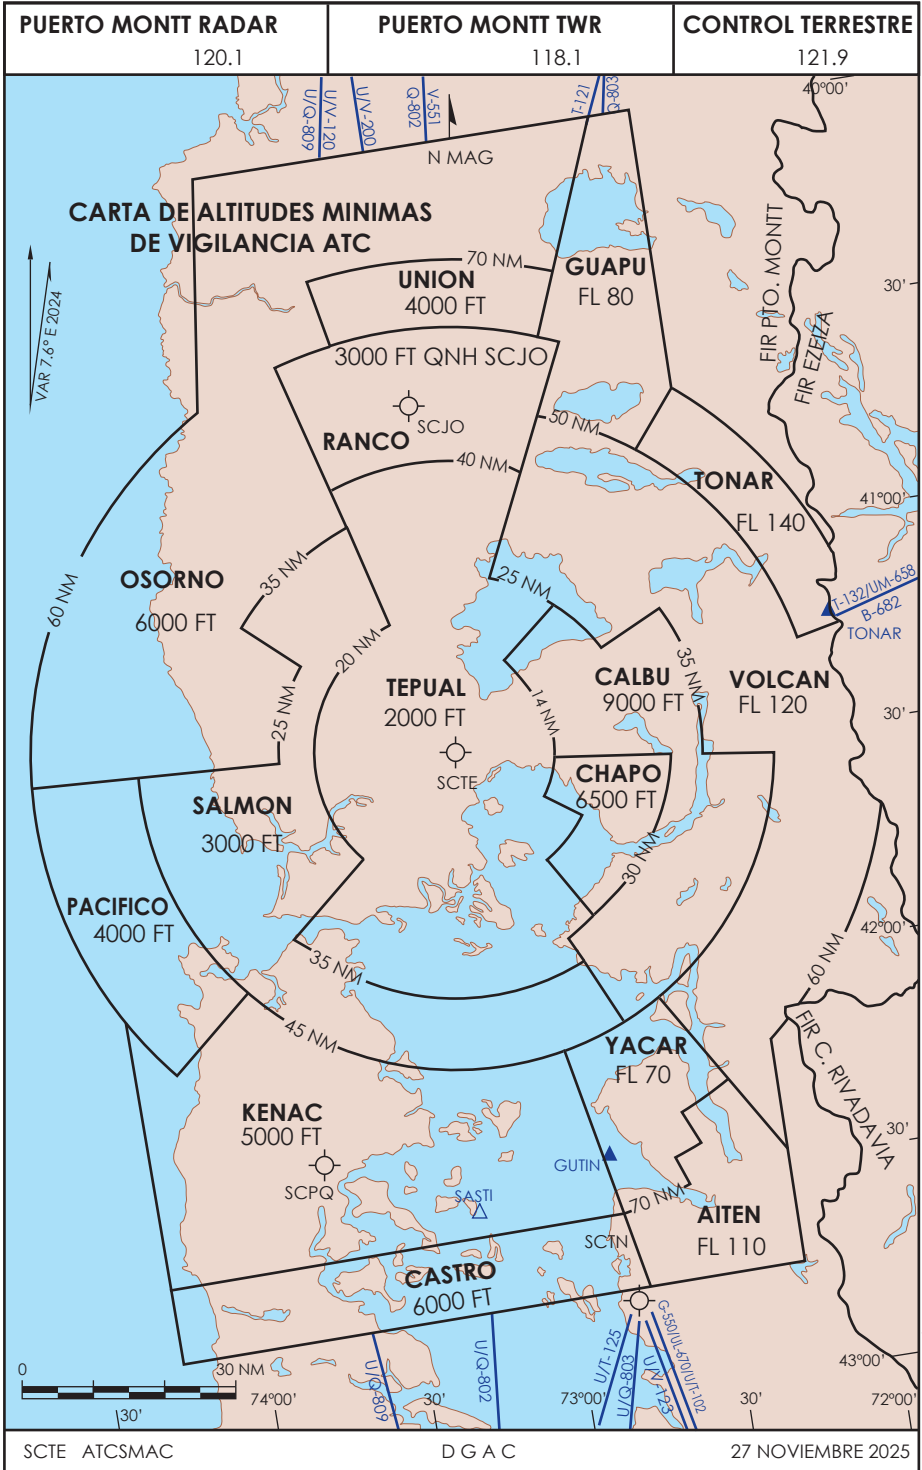 PUERTO MONTT RADAR
120.1
PUERTO MONTT TWR
118.1
CONTROL TERRESTRE
121.9
U/Q-809
U/V-120
U/V-200
Q-802
V-551
T-121
Q-803
40°00'
N MAG
CARTA DE ALTITUDES MINIMAS
DE VIGILANCIA ATC
VAR 7.6° E 2024
70 NM
UNION
4000 FT
GUAPU
FL 80
FIR PTO. MONTT
FIR EZEIZA
30'
3000 FT QNH SCJO
SCJO
RANCO
40 NM
50 NM
TONAR
FL 140
41°00'
T-132/UM-658
B-682
TONAR
60 NM
OSORNO
6000 FT
35 NM
20 NM
25 NM
25 NM
TEPUAL
2000 FT
SCTE
14 NM
CALBU
9000 FT
35 NM
VOLCAN
FL 120
30'
CHAPO
6500 FT
30 NM
SALMON
3000 FT
PACIFICO
4000 FT
42°00'
35 NM
45 NM
60 NM
YACAR
FL 70
FIR C. RIVADAVIA
KENAC
5000 FT
SCPQ
30'
GUTIN
SASTI
70 NM
AITEN
FL 110
SCTN
CASTRO
6000 FT
U/Q-809
U/Q-802
U/T-125
U/Q-803
U/V-123
G-550/UL-670/U/T-102
43°00'
0
30 NM
30'
74°00'
30'
73°00'
30'
72°00'
SCTE ATCSMAC
D G A C
27 NOVIEMBRE 2025